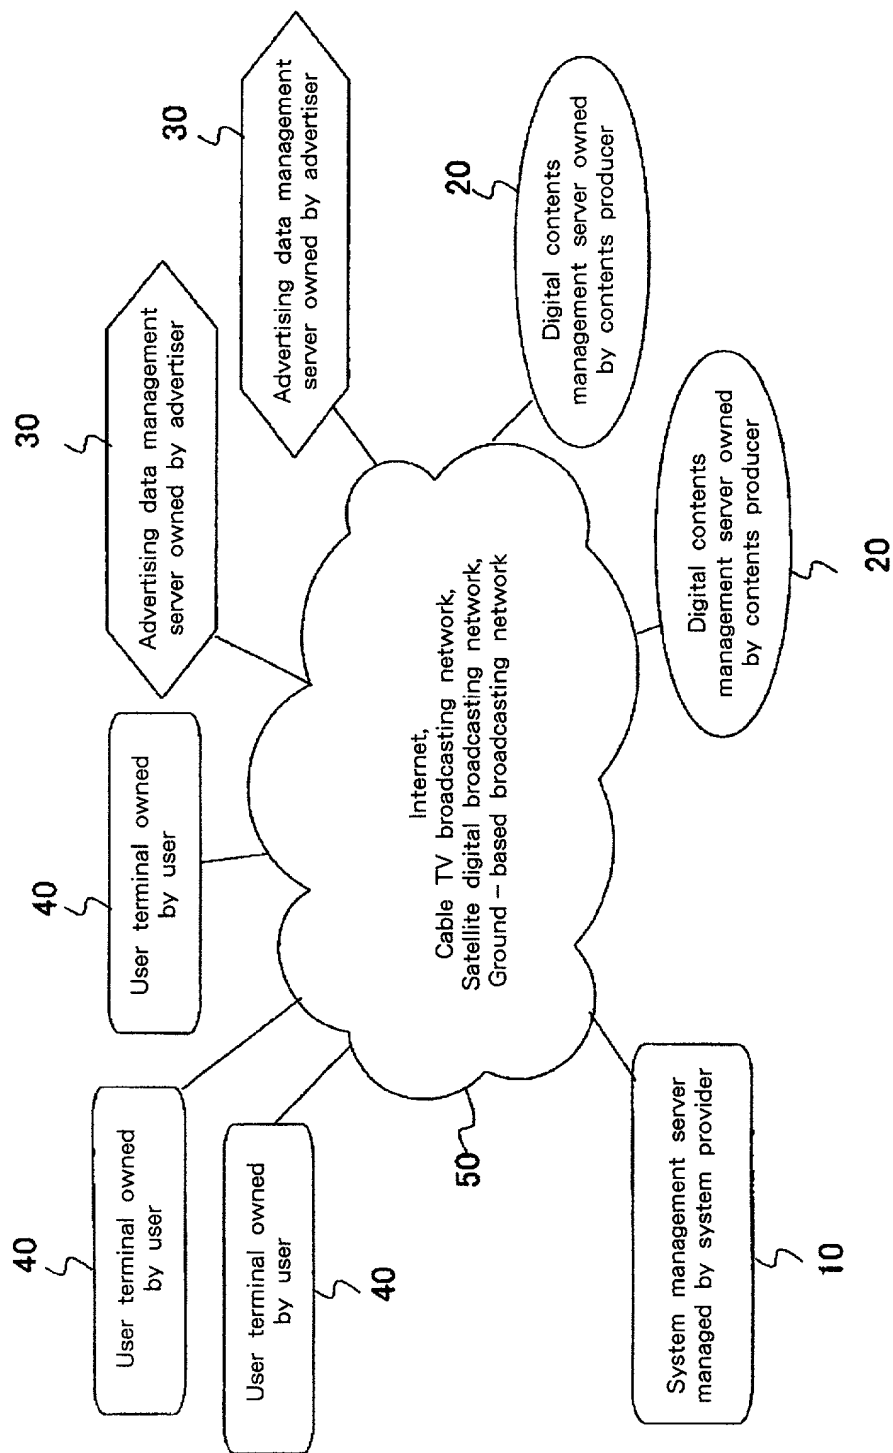 40
User terminal owned
by user
40
User terminal owned
by user
40
User terminal owned
by user
30
Advertising data management
server owned by advertiser
30
Advertising data management
server owned by advertiser
50
Internet,
Cable TV broadcasting network,
Satellite digital broadcasting network,
Ground-based broadcasting network
20
Digital contents
management server owned
by contents producer
Digital contents
management server owned
by contents producer
20
System management server
managed by system provider
10